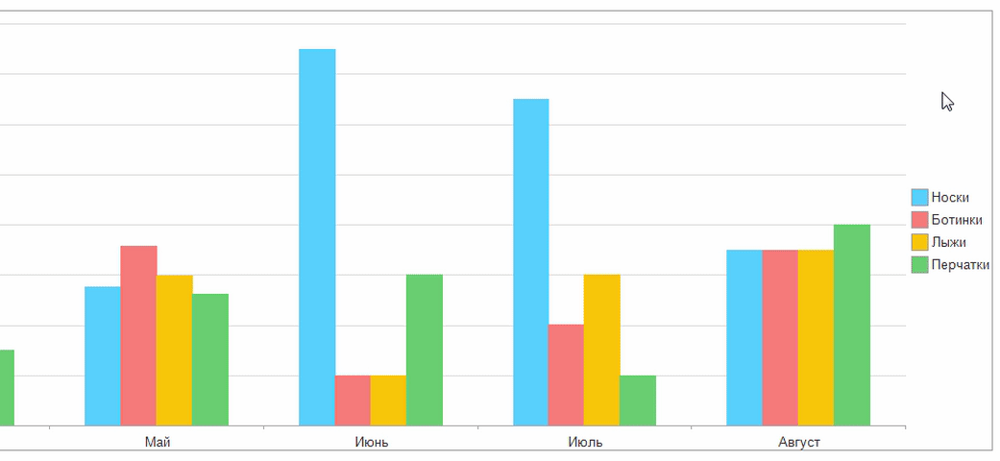 Носки
Ботинки
Лыжи
Перчатки
Май Июнь Июль Август